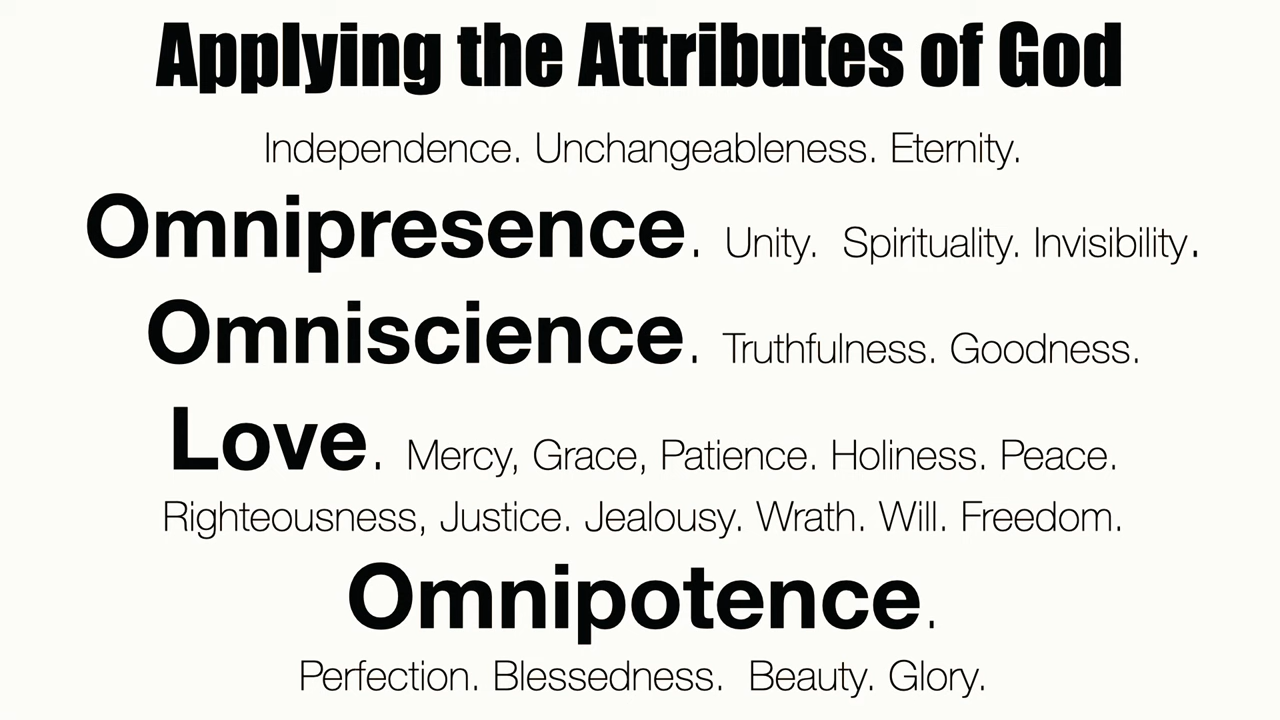 Applying the Attributes of God
Independence. Unchangeableness. Eternity.
Omnipresence. Unity. Spirituality. Invisibility.
Omniscience. Truthfulness. Goodness.
Love. Mercy, Grace, Patience. Holiness. Peace.
Righteousness, Justice. Jealousy. Wrath. Will. Freedom.
Omnipotence.
Perfection. Blessedness. Beauty. Glory.